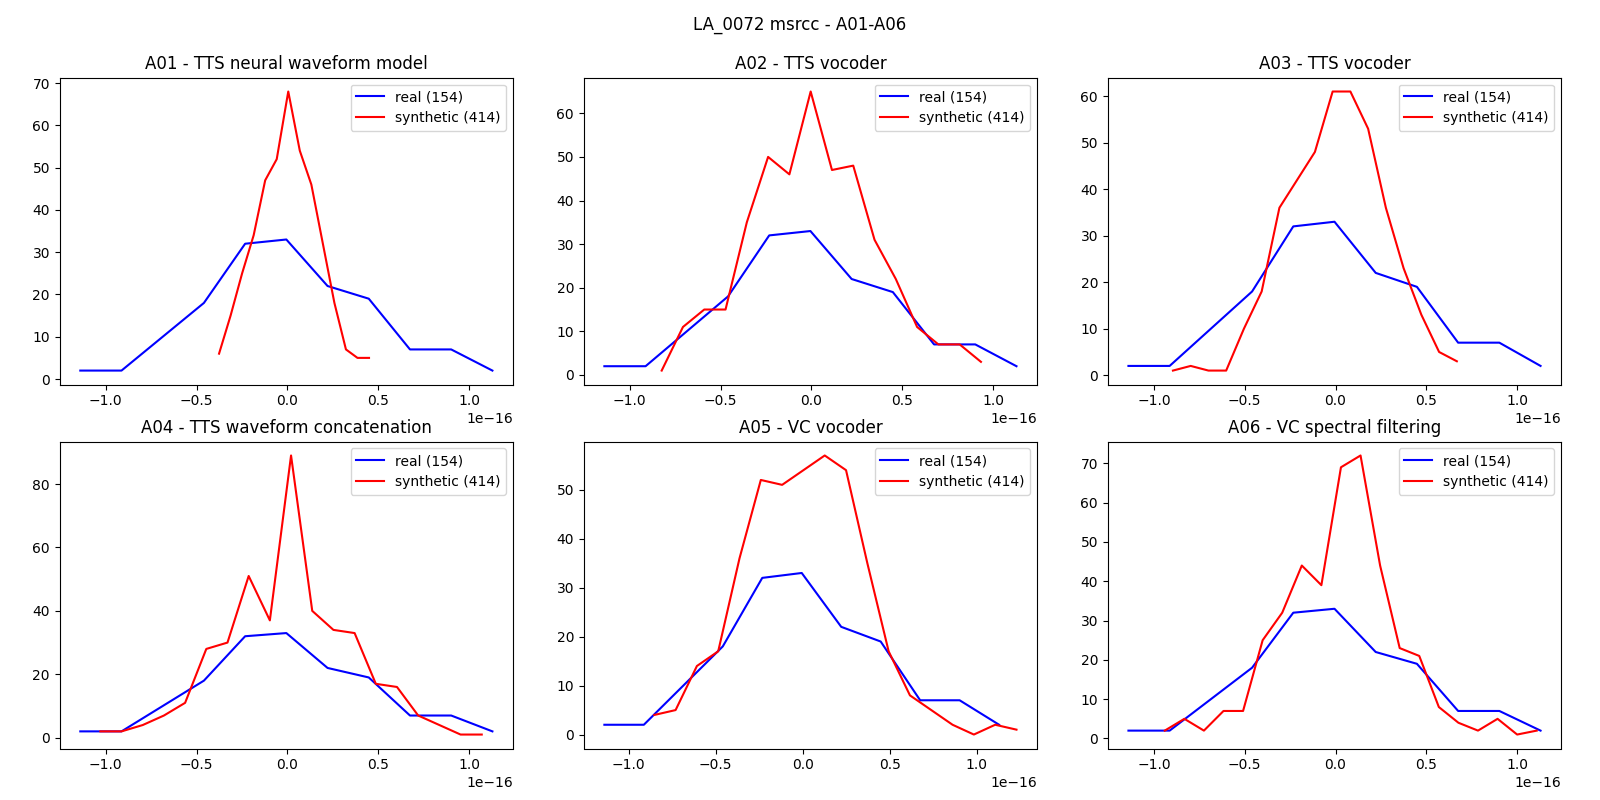 LA_0072 msrcc - A01-A06
A01 - TTS neural waveform model
70
60
50
40
30
20
10
0
real (154)
synthetic (414)
−1.0 −0.5 0.0 0.5 1.0
1e−16
A02 - TTS vocoder
60
50
40
30
20
10
0
real (154)
synthetic (414)
−1.0 −0.5 0.0 0.5 1.0
1e−16
A03 - TTS vocoder
60
50
40
30
20
10
0
real (154)
synthetic (414)
−1.0 −0.5 0.0 0.5 1.0
1e−16
A04 - TTS waveform concatenation
80
60
40
20
0
real (154)
synthetic (414)
−1.0 −0.5 0.0 0.5 1.0
1e−16
A05 - VC vocoder
50
40
30
20
10
0
real (154)
synthetic (414)
−1.0 −0.5 0.0 0.5 1.0
1e−16
A06 - VC spectral filtering
70
60
50
40
30
20
10
0
real (154)
synthetic (414)
−1.0 −0.5 0.0 0.5 1.0
1e−16